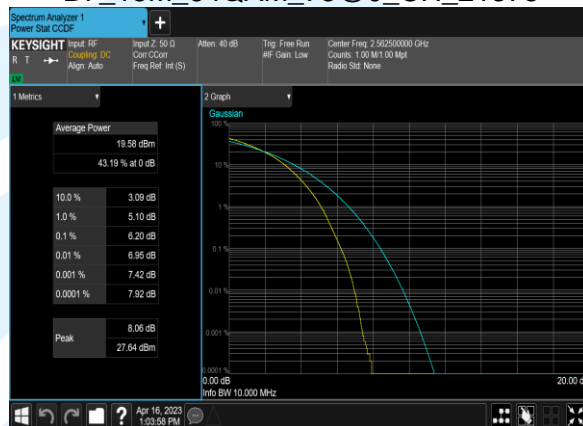 Spectrum Analyzer 1
Power Stat CCDF
KEYSIGHT
R T
LW
Input: RF
Coupling: DC
Align: Auto
Input Z: 50 Ω
Corr CCorr
Freq Ref: Int (S)
Atten: 40 dB
Trig: Free Run
#IF Gain: Low
Center Freq: 2.562500000 GHz
Counts: 1.00 M/1.00 Mpt
Radio Std: None
1 Metrics
Average Power
19.58 dBm
43.19 % at 0 dB
10.0 % 3.09 dB
1.0 % 5.10 dB
0.1 % 6.20 dB
0.01 % 6.95 dB
0.001 % 7.42 dB
0.0001 % 7.92 dB
Peak
8.06 dB
27.64 dBm
2 Graph
Gaussian
100 %
10 %
1 %
0.1 %
0.01 %
0.001 %
0.0001 %
0.00 dB
20.00 d
Info BW 10.000 MHz
Apr 16, 2023
1:03:58 PM